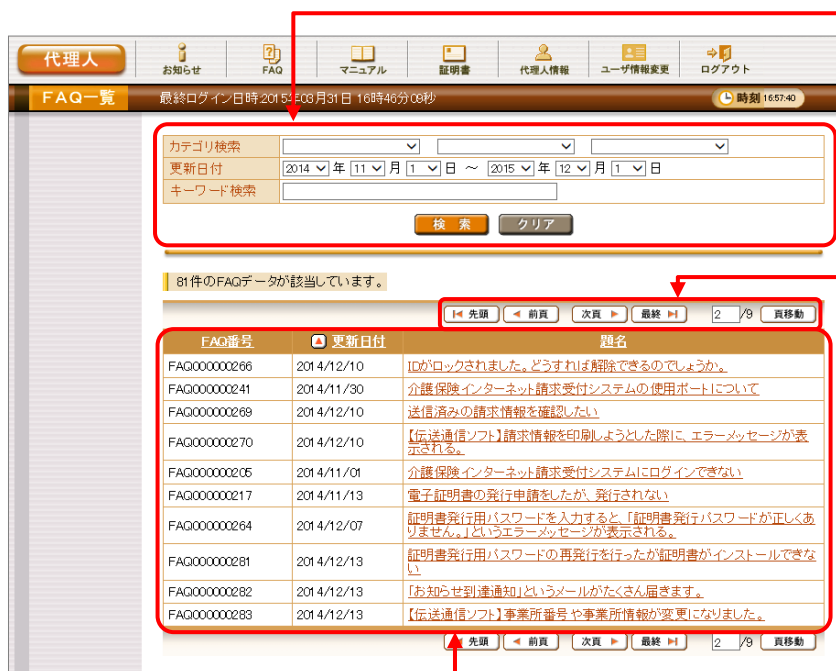 代理人
お知らせ
FAQ
マニュアル
証明書
代理人情報
ユーザ情報変更
ログアウト
FAQ一覧 最終ログイン日時:2015年03月31日 16時46分09秒 時刻 16:57:40
カテゴリ検索
更新日付 2014 年 11 月 1 日 ～ 2015 年 12 月 1 日
キーワード検索
検 索 クリア
81件のFAQデータが該当しています。
先頭 前頁 次頁 最終 2 /9 頁移動
FAQ番号 更新日付 題名
FAQ000000266 2014/12/10 IDがロックされました。どうすれば解除できるのでしょうか。
FAQ000000241 2014/11/30 介護保険インターネット請求受付システムの使用ポートについて
FAQ000000269 2014/12/10 送信済みの請求情報を確認したい
FAQ000000270 2014/12/10 【伝送通信ソフト】請求情報を印刷しようとした際に、エラーメッセージが表
示される。
FAQ000000205 2014/11/01 介護保険インターネット請求受付システムにログインできない
FAQ000000217 2014/11/13 電子証明書の発行申請をしたが、発行されない
FAQ000000264 2014/12/07 証明書発行用パスワードを入力すると、「証明書発行パスワードが正しくあ
りません。」というエラーメッセージが表示される。
FAQ000000281 2014/12/13 証明書発行用パスワードの再発行を行ったが証明書がインストールできな
い
FAQ000000282 2014/12/13 「お知らせ到達通知」というメールがたくさん届きます。
FAQ000000283 2014/12/13 【伝送通信ソフト】事業所番号や事業所情報が変更になりました。
先頭 前頁 次頁 最終 2 /9 頁移動